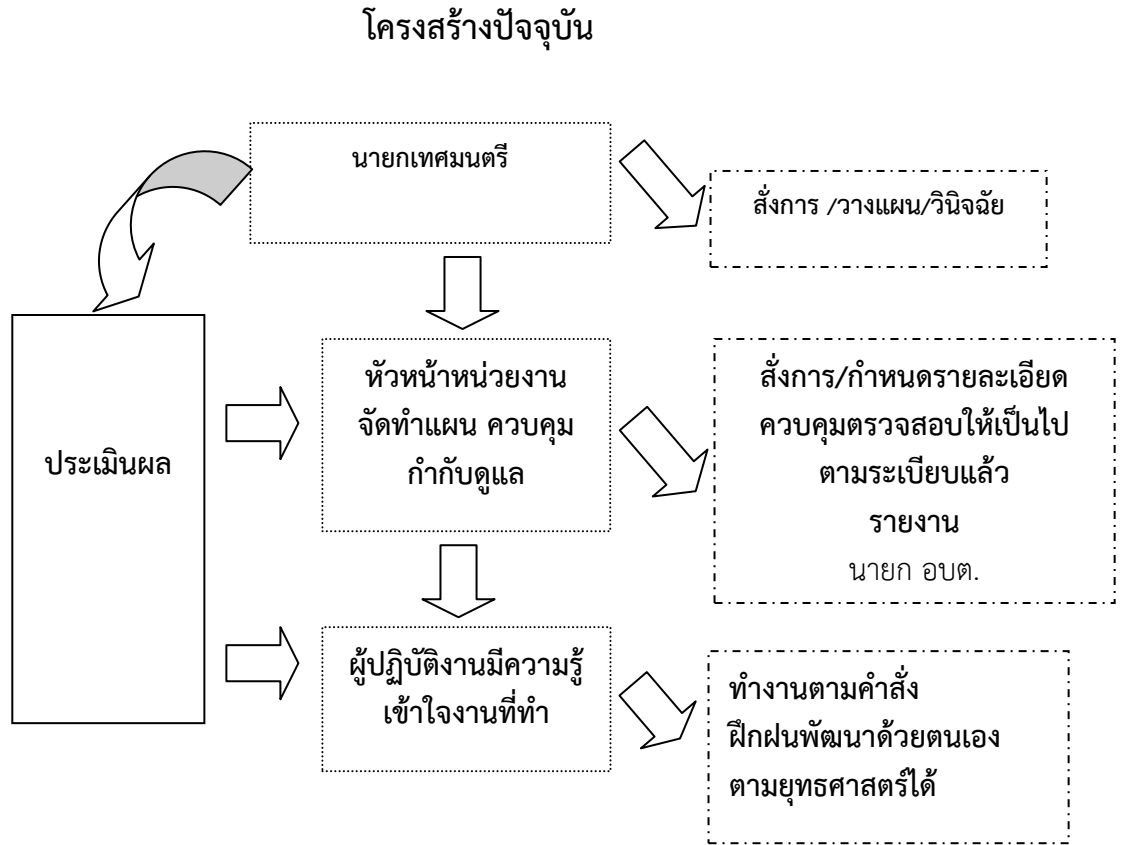 โครงสร้างปัจจุบัน
นายกเทศมนตรี
สั่งการ /วางแผน/วินิจฉัย
ประเมินผล
หัวหน้าหน่วยงาน
จัดทำแผน ควบคุม
กำกับดูแล
สั่งการ/กำหนดรายละเอียด
ควบคุมตรวจสอบให้เป็นไป
ตามระเบียบแล้ว
รายงาน
นายก อบต.
ผู้ปฏิบัติงานมีความรู้
เข้าใจงานที่ทำ
ทำงานตามคำสั่ง
ฝึกฝนพัฒนาด้วยตนเอง
ตามยุทธศาสตร์ได้